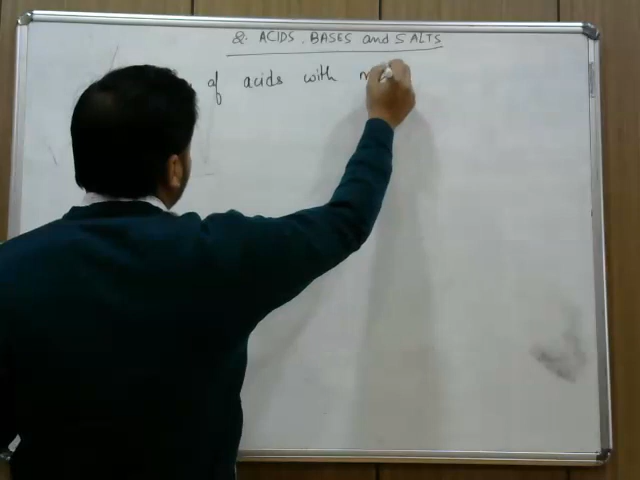 2. ACIDS, BASES and SALTS
of acids with